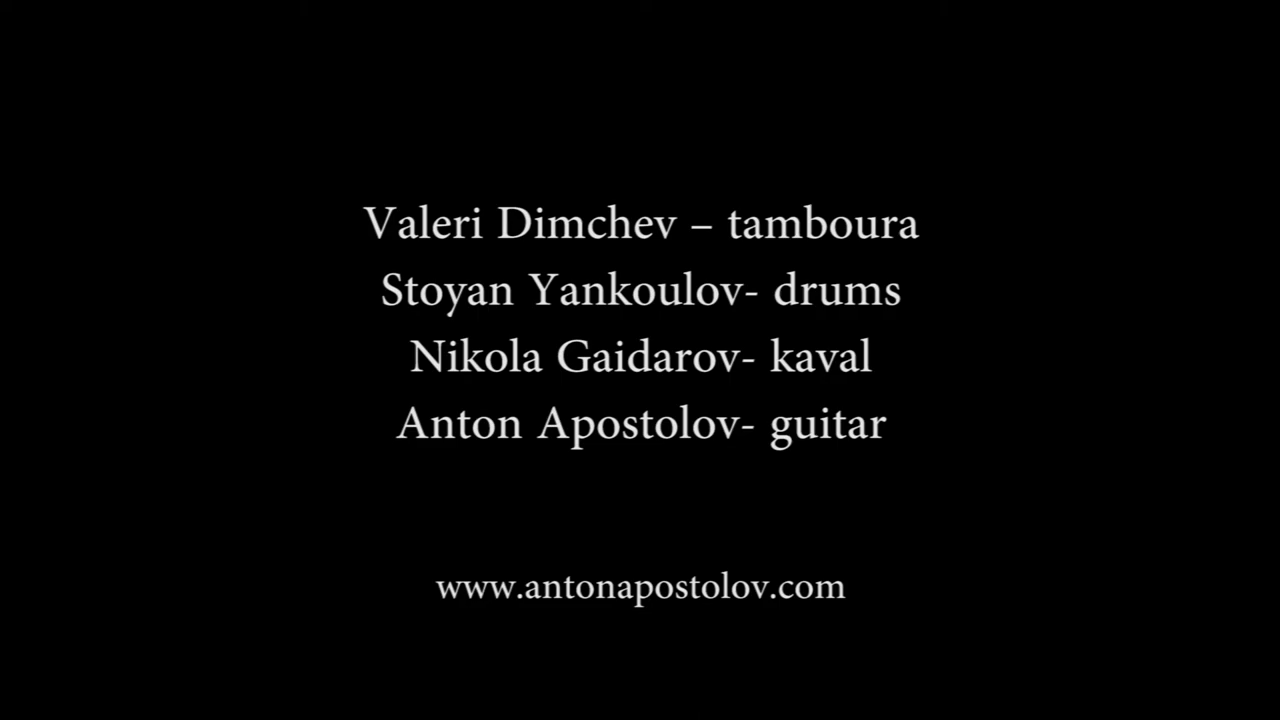 Valeri Dimchev – tamboura
Stoyan Yankoulov- drums
Nikola Gaidarov- kaval
Anton Apostolov- guitar
www.antonapostolov.com